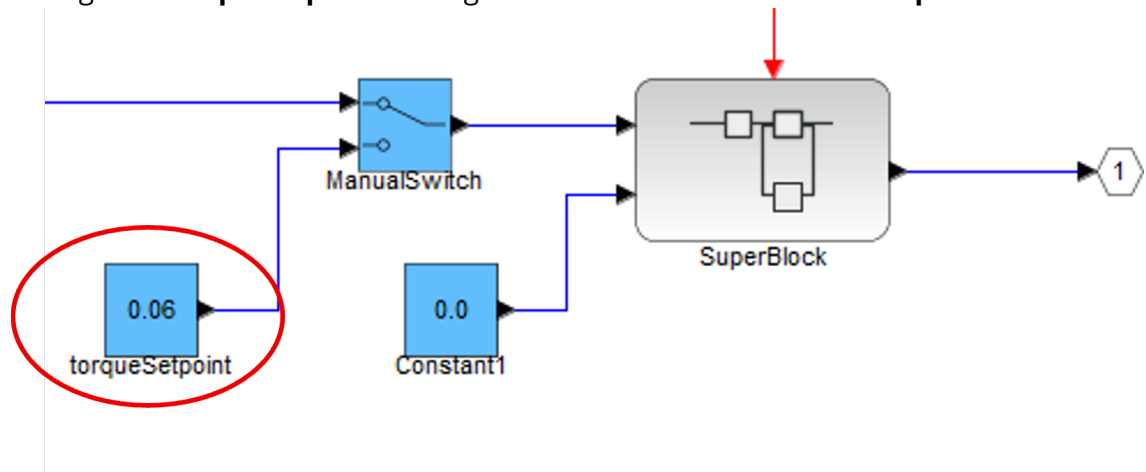 ManualSwitch
1
SuperBlock
0.06
0.0
torqueSetpoint
Constant1